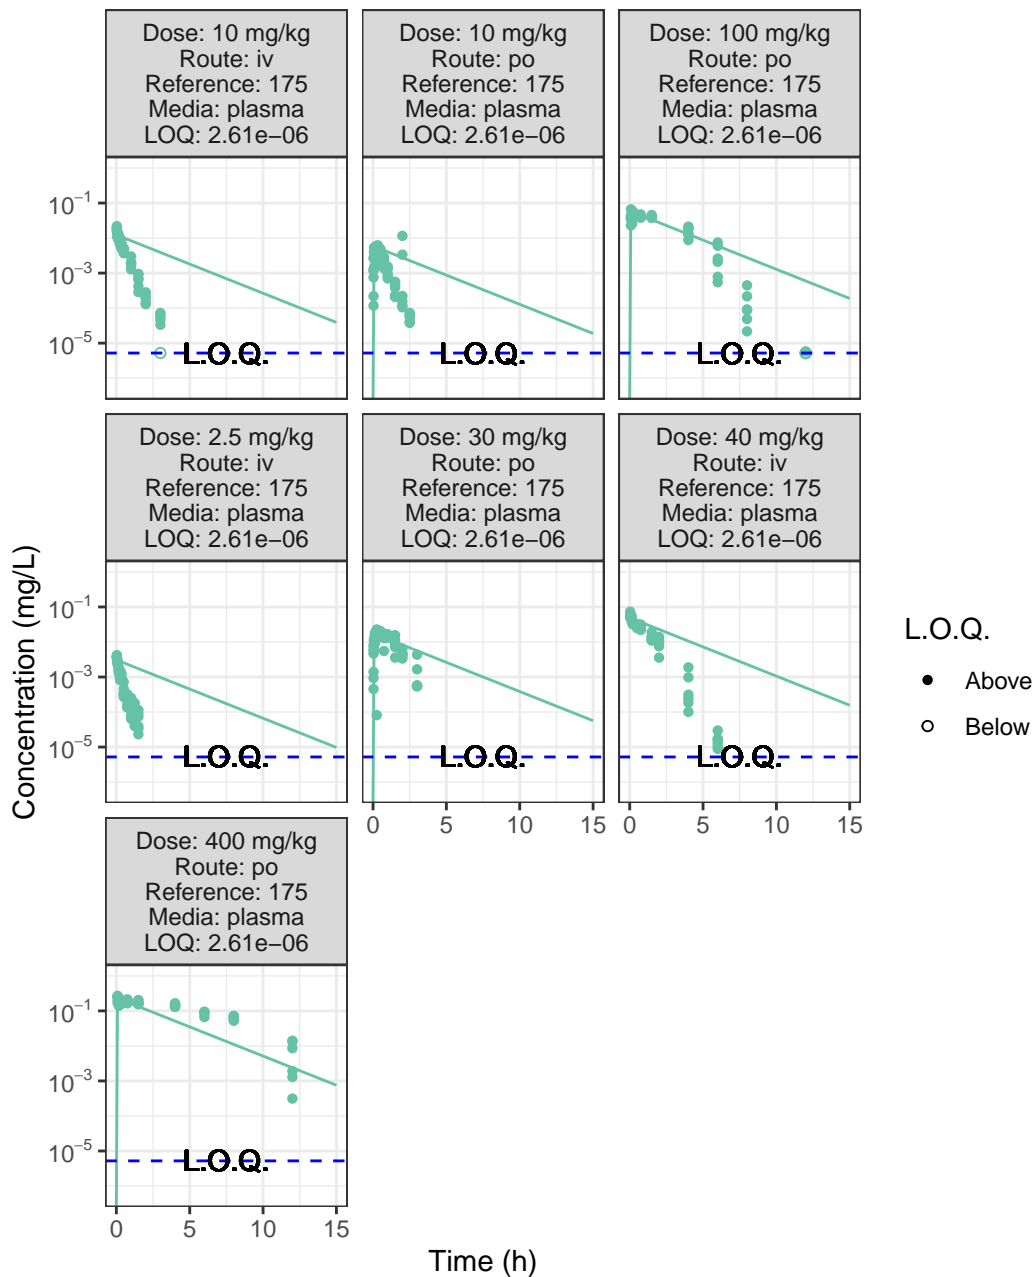 Dose: 10 mg/kg
Route: iv
Reference: 175
Media: plasma
LOQ: 2.61e−06
Dose: 10 mg/kg
Route: po
Reference: 175
Media: plasma
LOQ: 2.61e−06
Dose: 100 mg/kg
Route: po
Reference: 175
Media: plasma
LOQ: 2.61e−06
10⁻¹
10⁻³
10⁻⁵
L.O.Q.
L.O.Q.
L.O.Q.
Dose: 2.5 mg/kg
Route: iv
Reference: 175
Media: plasma
LOQ: 2.61e−06
Dose: 30 mg/kg
Route: po
Reference: 175
Media: plasma
LOQ: 2.61e−06
Dose: 40 mg/kg
Route: iv
Reference: 175
Media: plasma
LOQ: 2.61e−06
10⁻¹
10⁻³
10⁻⁵
L.O.Q.
L.O.Q.
L.O.Q.
0 5 10 15
0 5 10 15
Dose: 400 mg/kg
Route: po
Reference: 175
Media: plasma
LOQ: 2.61e−06
10⁻¹
10⁻³
10⁻⁵
L.O.Q.
0 5 10 15
Time (h)
Concentration (mg/L)
L.O.Q.
Above
Below